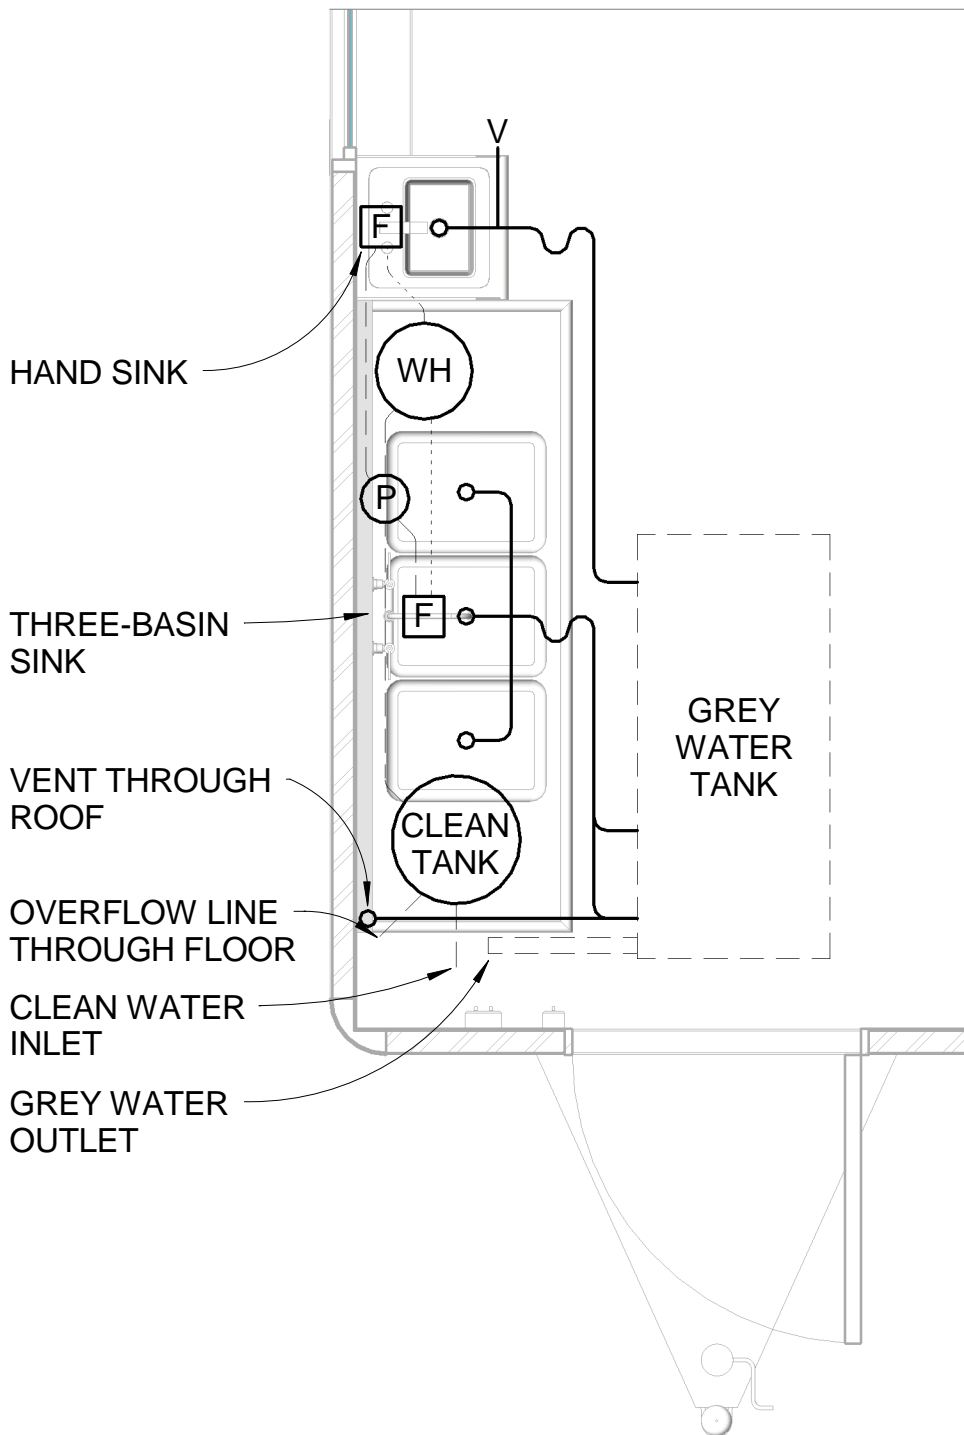 V
F
HAND SINK
WH
P
THREE-BASIN
SINK
F
GREY
WATER
TANK
VENT THROUGH
ROOF
CLEAN
TANK
OVERFLOW LINE
THROUGH FLOOR
CLEAN WATER
INLET
GREY WATER
OUTLET